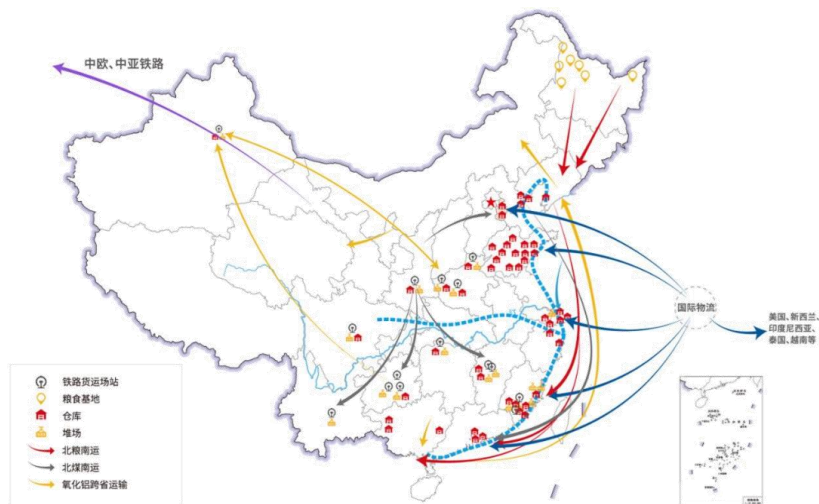 中欧、中亚铁路
国际物流
美国、新西兰、
印度尼西亚、
泰国、越南等
铁路货运场站
粮食基地
仓库
堆场
北粮南运
北煤南运
氧化铝跨省运输